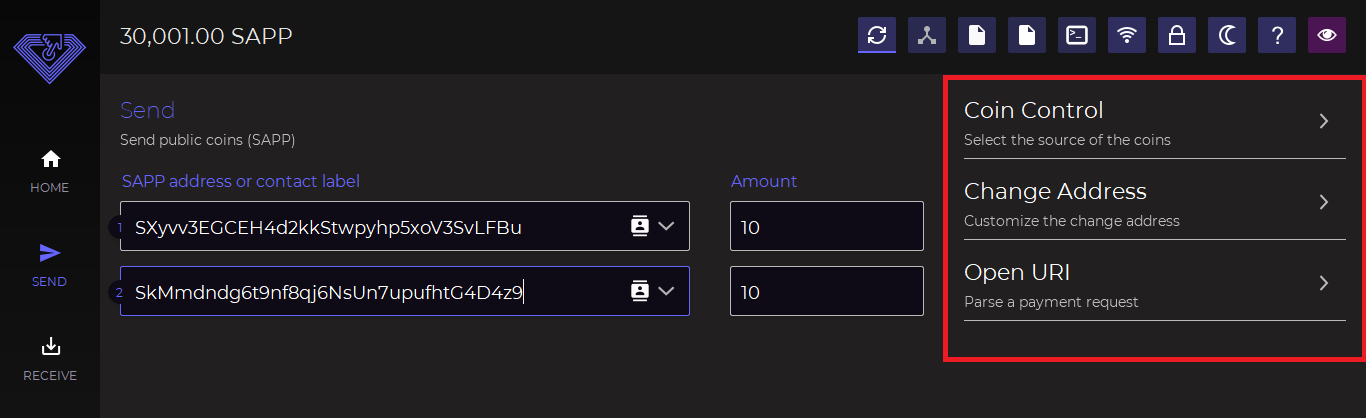 30,001.00 SAPP
?
HOME
SEND
RECEIVE
Send
Send public coins (SAPP)
SAPP address or contact label
Amount
1 SXyvv3EGCEH4d2kkStwpyhp5xoV3SvLFBu
10
2 SkMmdndg6t9nf8qj6NsUn7upufhtG4D4z9
10
Coin Control
Select the source of the coins
Change Address
Customize the change address
Open URI
Parse a payment request